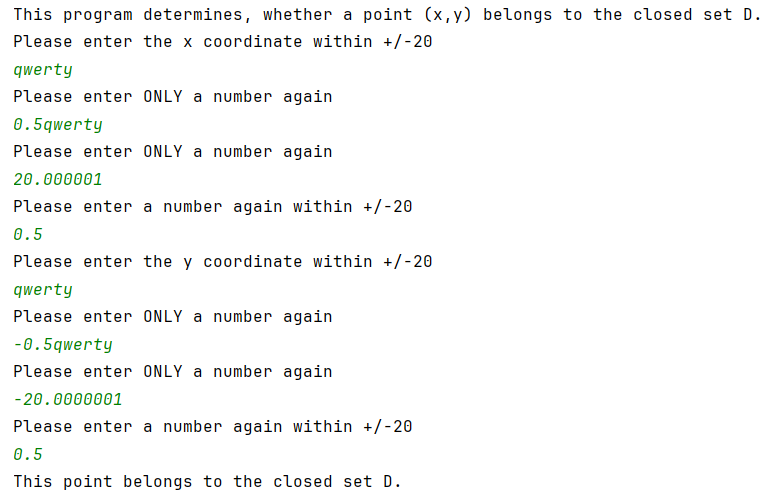 This program determines, whether a point (x,y) belongs to the closed set D.
Please enter the x coordinate within +/-20
qwerty
Please enter ONLY a number again
0.5qwerty
Please enter ONLY a number again
20.000001
Please enter a number again within +/-20
0.5
Please enter the y coordinate within +/-20
qwerty
Please enter ONLY a number again
-0.5qwerty
Please enter ONLY a number again
-20.0000001
Please enter a number again within +/-20
0.5
This point belongs to the closed set D.